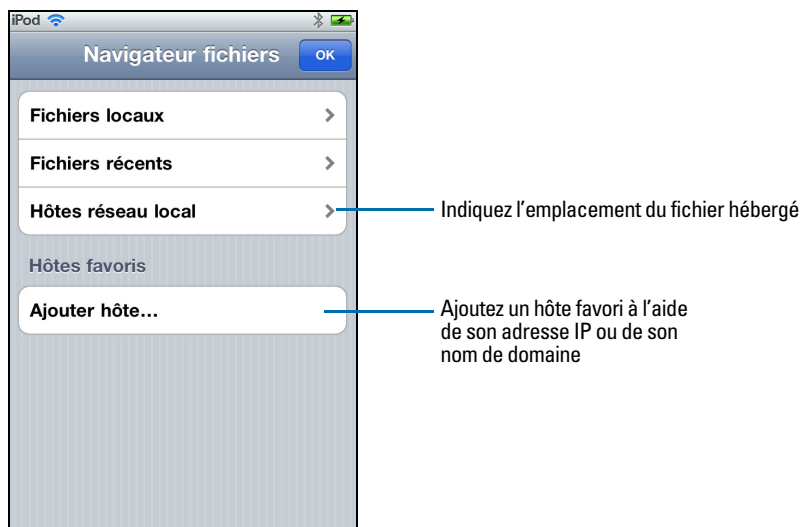 iPod
Navigateur fichiers
OK
Fichiers locaux
Fichiers récents
Hôtes réseau local
Indiquez l'emplacement du fichier hébergé
Hôtes favoris
Ajouter hôte...
Ajoutez un hôte favori à l'aide
de son adresse IP ou de son
nom de domaine